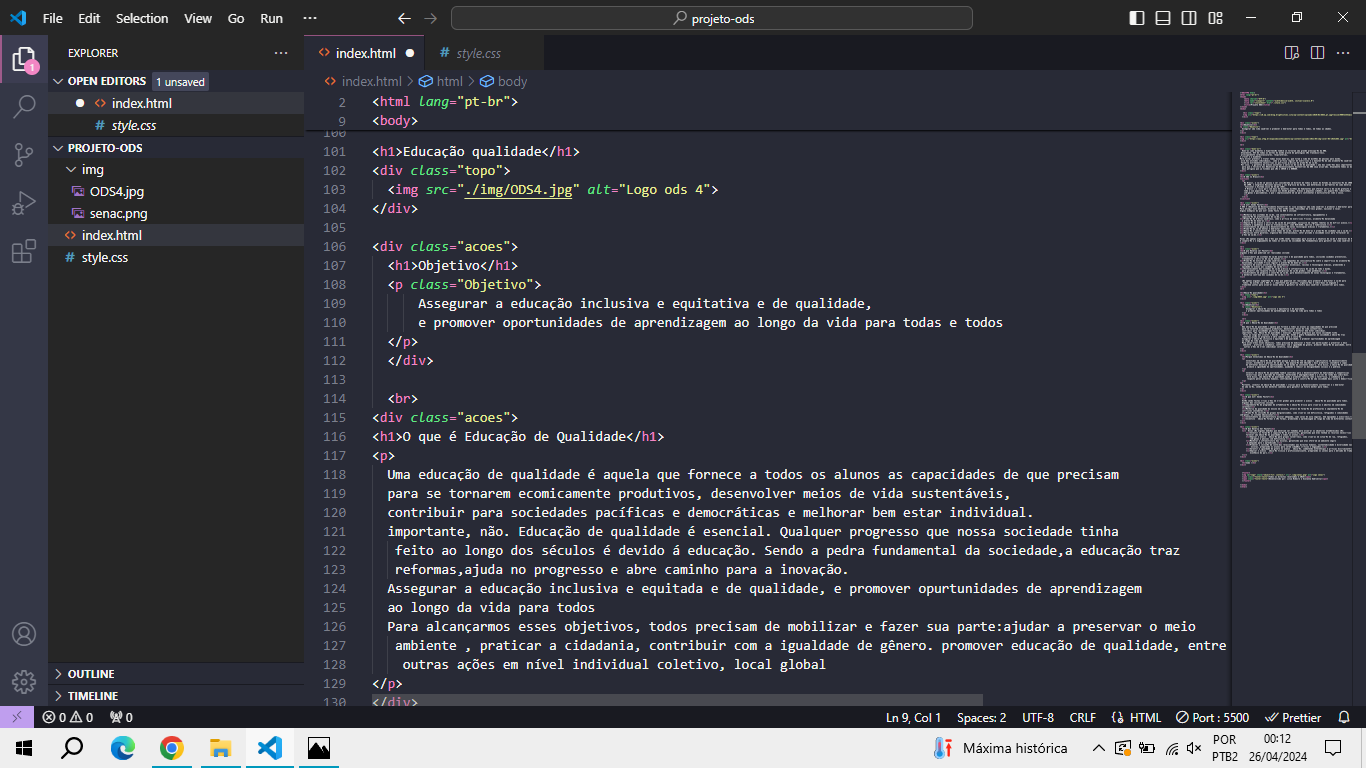 File Edit Selection View Go Run ··· projeto-ods
EXPLORER ···
OPEN EDITORS 1 unsaved
index.html
style.css
PROJETO-ODS
img
ODS4.jpg
senac.png
index.html
style.css
OUTLINE
TIMELINE
1
index.html style.css
index.html > html > body
2 <html lang="pt-br">
9 <body>
100
101 <h1>Educação qualidade</h1>
102 <div class="topo">
103 <img src="./img/ODS4.jpg" alt="Logo ods 4">
104 </div>
105
106 <div class="acoes">
107 <h1>Objetivo</h1>
108 <p class="Objetivo">
109 Assegurar a educação inclusiva e equitativa e de qualidade,
110 e promover oportunidades de aprendizagem ao longo da vida para todas e todos
111 </p>
112 </div>
113
114 <br>
115 <div class="acoes">
116 <h1>O que é Educação de Qualidade</h1>
117 <p>
118 Uma educação de qualidade é aquela que fornece a todos os alunos as capacidades de que precisam
119 para se tornarem ecomicamente produtivos, desenvolver meios de vida sustentáveis,
120 contribuir para sociedades pacíficas e democráticas e melhorar bem estar individual.
121 importante, não. Educação de qualidade é esencial. Qualquer progresso que nossa sociedade tinha
122 feito ao longo dos séculos é devido á educação. Sendo a pedra fundamental da sociedade,a educação traz
123 reformas,ajuda no progresso e abre caminho para a inovação.
124 Assegurar a educação inclusiva e equitada e de qualidade, e promover opurtunidades de aprendizagem
125 ao longo da vida para todos
126 Para alcançarmos esses objetivos, todos precisam de mobilizar e fazer sua parte:ajudar a preservar o meio
127 ambiente , praticar a cidadania, contribuir com a igualdade de gênero. promover educação de qualidade, entre
128 outras ações em nível individual coletivo, local global
129 </p>
130 </div>
0 0 0 Ln 9, Col 1 Spaces: 2 UTF-8 CRLF HTML Port : 5500 Prettier
Máxima histórica POR PTB2 00:12 26/04/2024